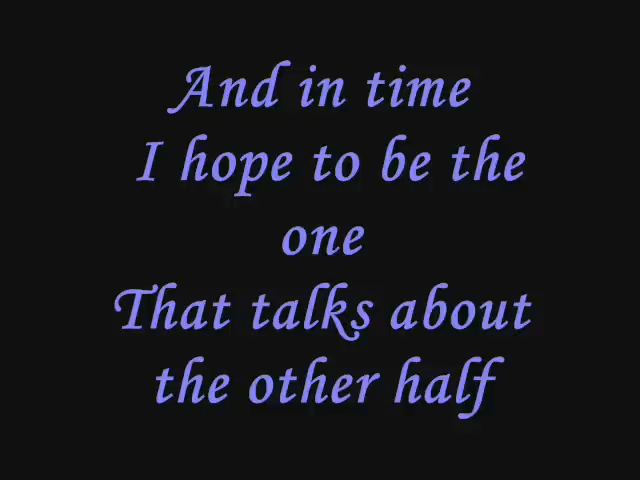 And in time
I hope to be the
one
That talks about
the other half